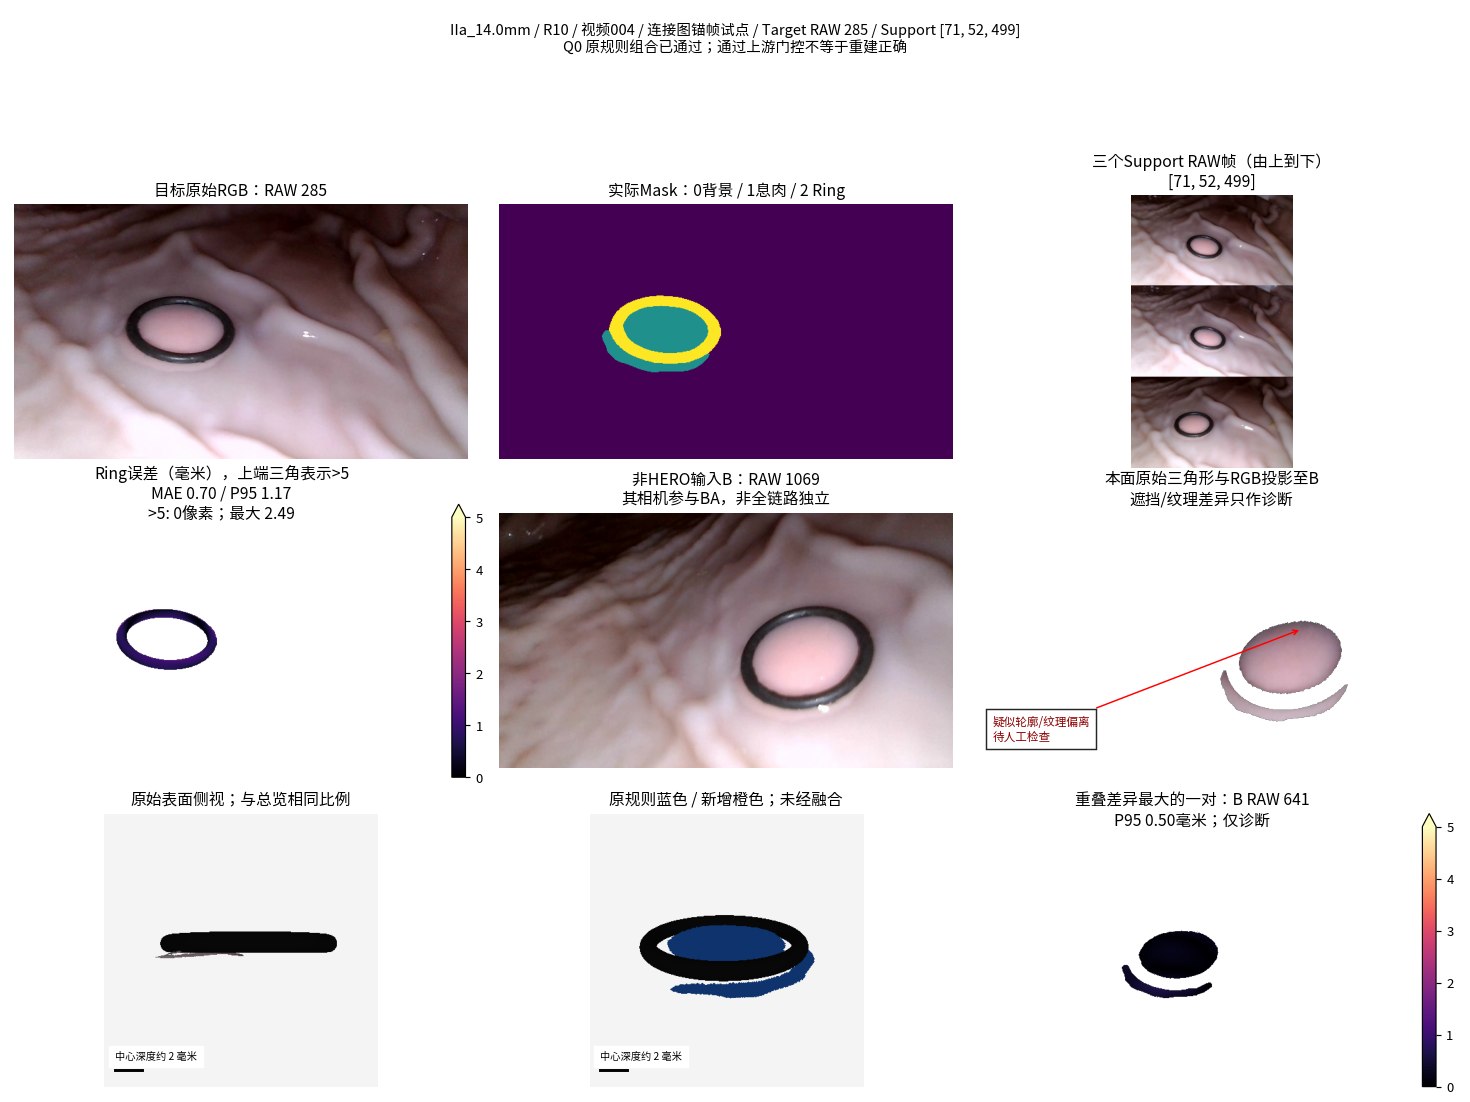 IIa_14.0mm / R10 / 视频004 / 连接图锚帧试点 / Target RAW 285 / Support [71, 52, 499]
Q0 原规则组合已通过；通过上游门控不等于重建正确
目标原始RGB：RAW 285
实际Mask：0背景 / 1息肉 / 2 Ring
三个Support RAW帧（由上到下）
[71, 52, 499]
Ring误差（毫米），上端三角表示>5
MAE 0.70 / P95 1.17
>5: 0像素；最大 2.49
5
4
3
2
1
0
非HERO输入B：RAW 1069
其相机参与BA，非全链路独立
本面原始三角形与RGB投影至B
遮挡/纹理差异只作诊断
疑似轮廓/纹理偏离
待人工检查
原始表面侧视；与总览相同比例
中心深度约 2 毫米
原规则蓝色 / 新增橙色；未经融合
中心深度约 2 毫米
重叠差异最大的一对：B RAW 641
P95 0.50毫米；仅诊断
5
4
3
2
1
0